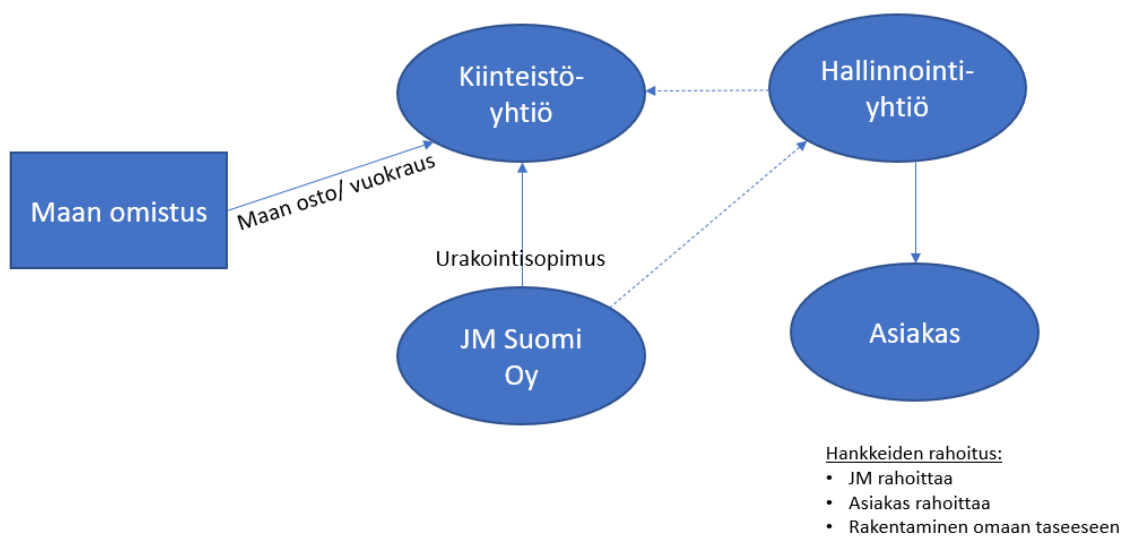 Kiinteistö-
yhtiö
Hallinnointi-
yhtiö
Maan omistus
Maan osto/ vuokraus
Urakointisopimus
JM Suomi
Oy
Asiakas
Hankkeiden rahoitus:
• JM rahoittaa
• Asiakas rahoittaa
• Rakentaminen omaan taseeseen